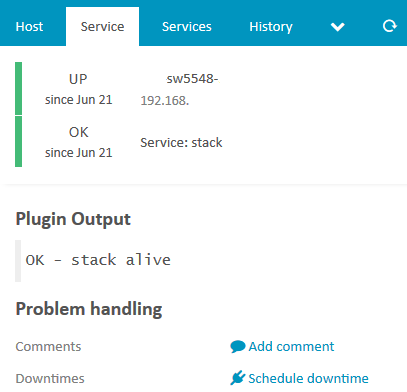 Host Service Services History
UP sw5548-
since Jun 21 192.168.
OK
since Jun 21 Service: stack
Plugin Output
OK - stack alive
Problem handling
Comments Add comment
Downtimes Schedule downtime